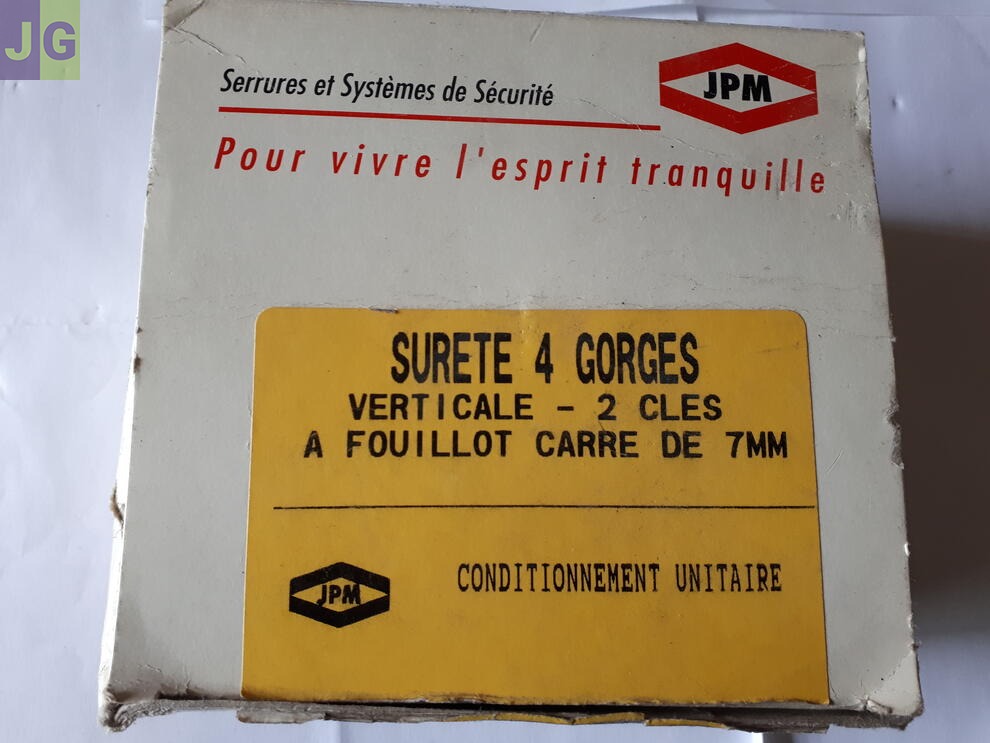 JG
Serrures et Systèmes de Sécurité
JPM
Pour vivre l'esprit tranquille
SURETE 4 GORGES
VERTICALE - 2 CLES
A FOUILLOT CARRE DE 7MM
JPM
CONDITIONNEMENT UNITAIRE